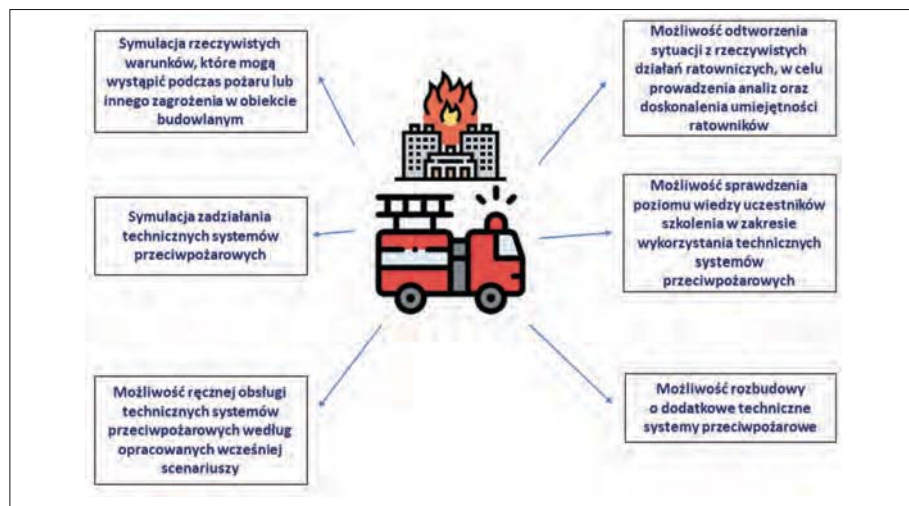 Symulacja rzeczywistych
warunków, które mogą
wystąpić podczas pożaru lub
innego zagrożenia w obiekcie
budowlanym
Symulacja zadziałania
technicznych systemów
przeciwpożarowych
Możliwość ręcznej obsługi
technicznych systemów
przeciwpożarowych według
opracowanych wcześniej
scenariuszy
Możliwość odtworzenia
sytuacji z rzeczywistych
działań ratowniczych, w celu
prowadzenia analiz oraz
doskonalenia umiejętności
ratowników
Możliwość sprawdzenia
poziomu wiedzy uczestników
szkolenia w zakresie
wykorzystania technicznych
systemów
przeciwpożarowych
Możliwość rozbudowy
o dodatkowe techniczne
systemy przeciwpożarowe